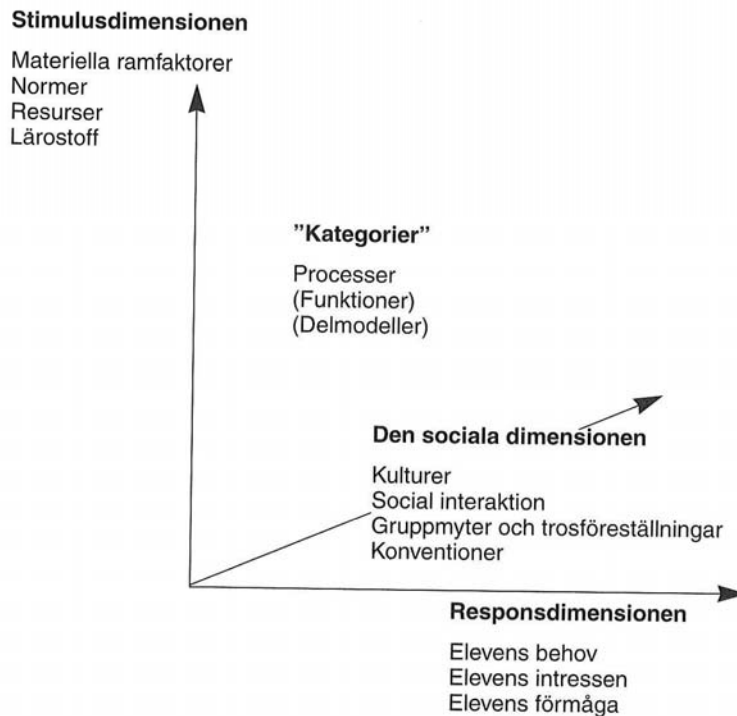 Stimulusdimensionen
Materiella ramfaktorer
Normer
Resurser
Lärostoff
”Kategorier”
Processer
(Funktioner)
(Delmodeller)
Den sociala dimensionen
Kulturer
Social interaktion
Gruppmyter och trosföreställningar
Konventioner
Responsdimensionen
Elevens behov
Elevens intressen
Elevens förmåga